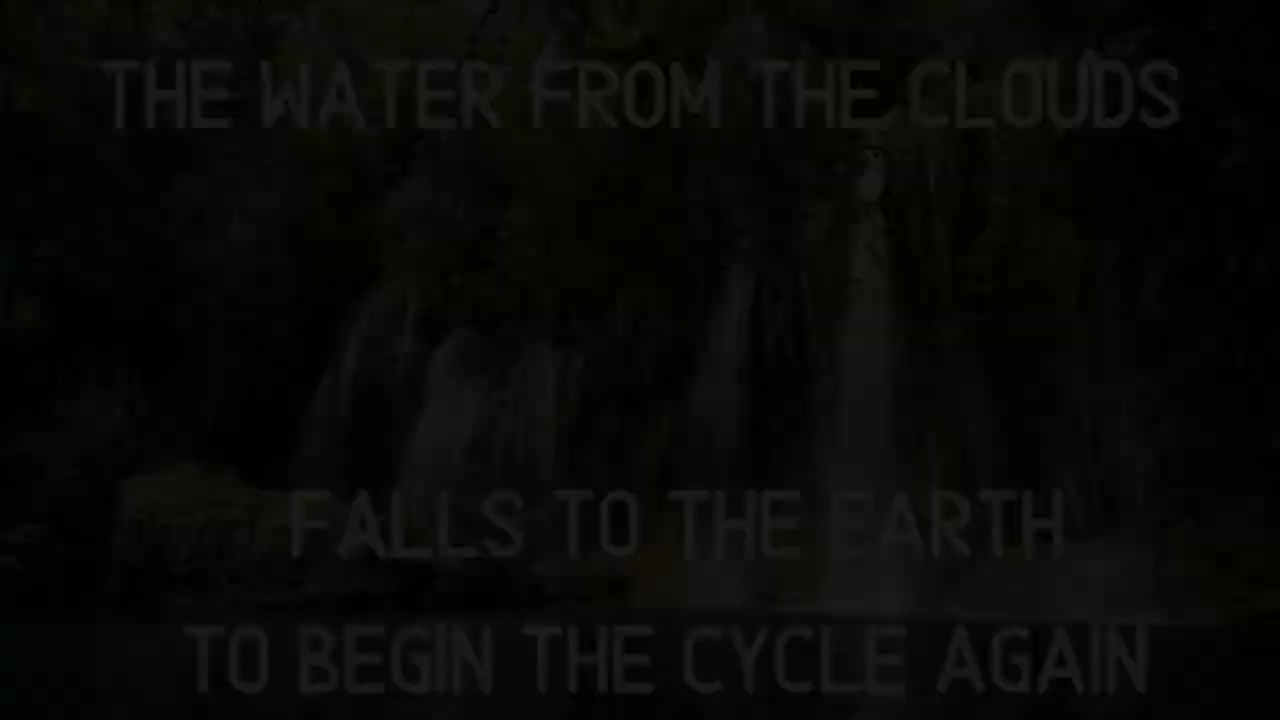 THE WATER FROM THE CLOUDS
FALLS TO THE EARTH
TO BEGIN THE CYCLE AGAIN